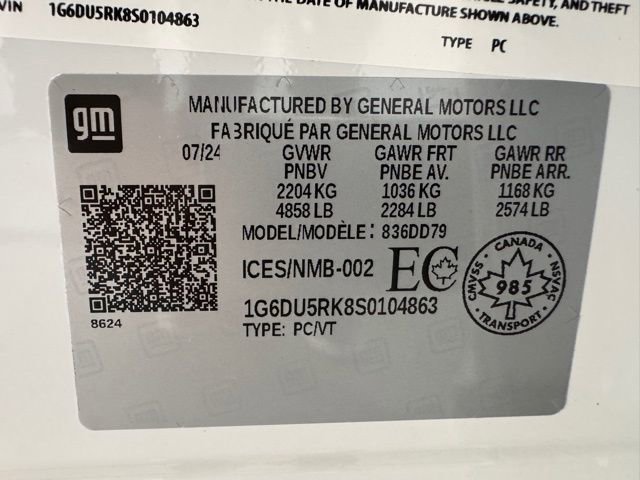 VIN 1G6DU5RK8S0104863
THE DATE OF MANUFACTURE SHOWN ABOVE.
SAFETY, AND THEFT
TYPE PC
gm
MANUFACTURED BY GENERAL MOTORS LLC
FABRIQUÉ PAR GENERAL MOTORS LLC
07/24 GVWR GAWR FRT GAWR RR
PNBV PNBE AV. PNBE ARR.
2204 KG 1036 KG 1168 KG
4858 LB 2284 LB 2574 LB
MODEL/MODÈLE: 836DD79
ICES/NMB-002 EC
CANADA
CMVSS 985 NSVAC
TRANSPORT
1G6DU5RK8S0104863
TYPE: PC/VT
8624